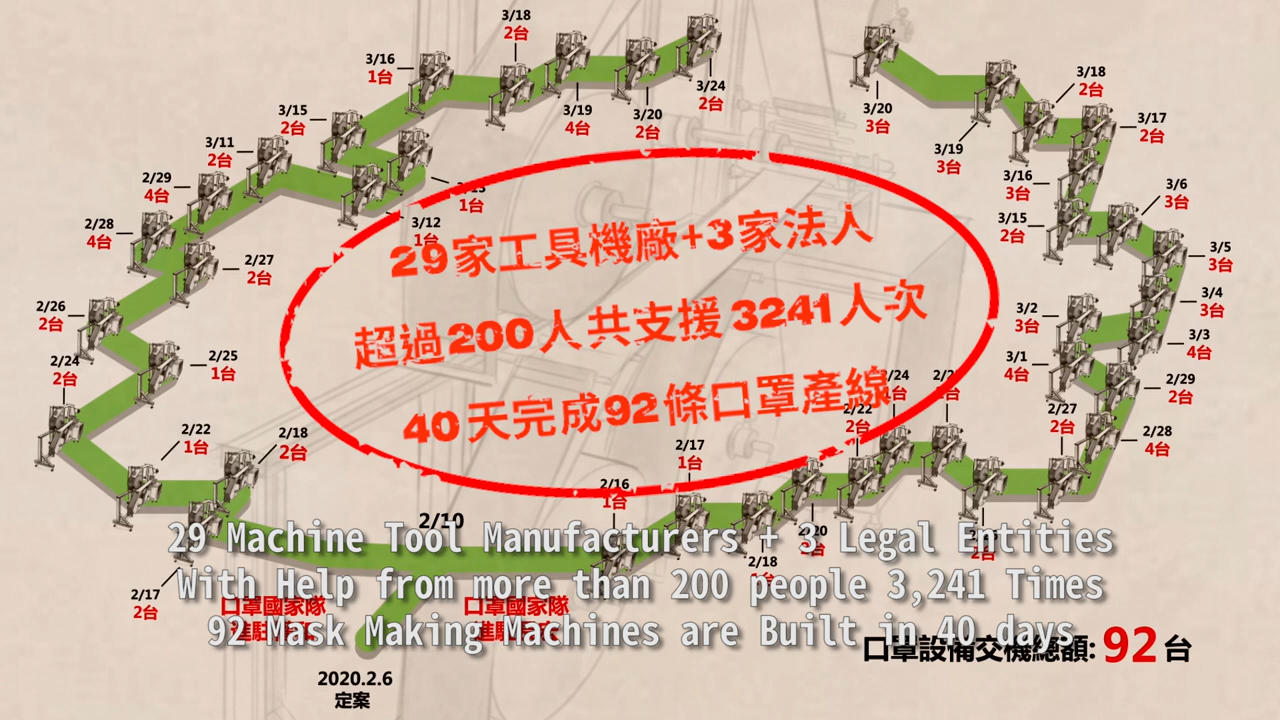 3/18
2台
3/16
1台
3/15
2台
3/11
2台
2/29
4台
2/28
4台
2/27
2台
2/26
2台
2/24
2台
2/25
1台
2/22
1台
2/18
2台
2/17
2台
3/19
4台
3/20
2台
3/24
2台
1台
3/12
1台
3/20
3台
3/19
3台
3/18
2台
3/17
2台
3/16
3台
3/15
2台
3/6
3台
3/5
3台
3/4
3台
3/3
4台
3/2
3台
3/1
4台
2/29
2台
2/28
4台
2/27
2台
2/22
2台
2/17
1台
2/16
1台
2/18
29家工具機廠+3家法人
超過200人共支援3241人次
40天完成92條口罩產線
2/10
29 Machine Tool Manufacturers + 3 Legal Entities
With Help from more than 200 people 3,241 Times
92 Mask Making Machines are Built in 40 days
口罩國家隊
口罩國家隊
2020.2.6
定案
口罩設備交機總額: 92 台